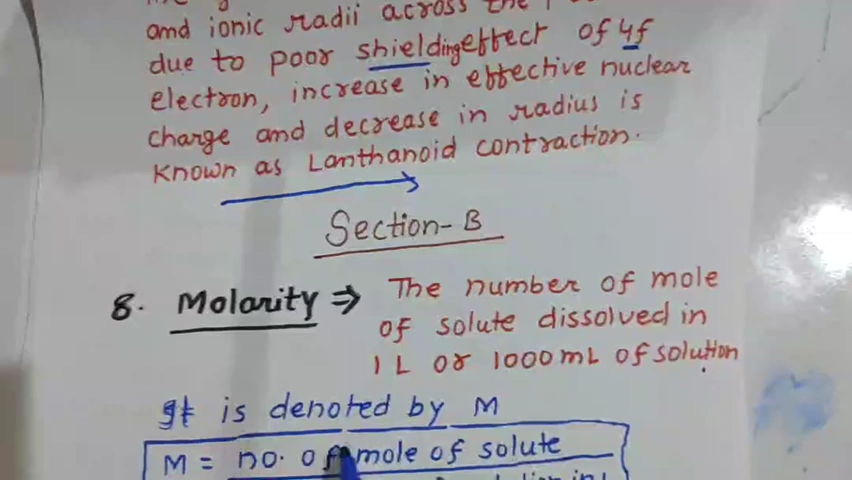 and ionic radii across the
due to poor shielding effect of 4f
electron, increase in effective nuclear
charge and decrease in radius is
known as Lanthanoid contraction.
Section-B
8. Molarity ⇒ The number of mole
of solute dissolved in
1 L or 1000 mL of solution
It is denoted by M
M = no. of mole of solute